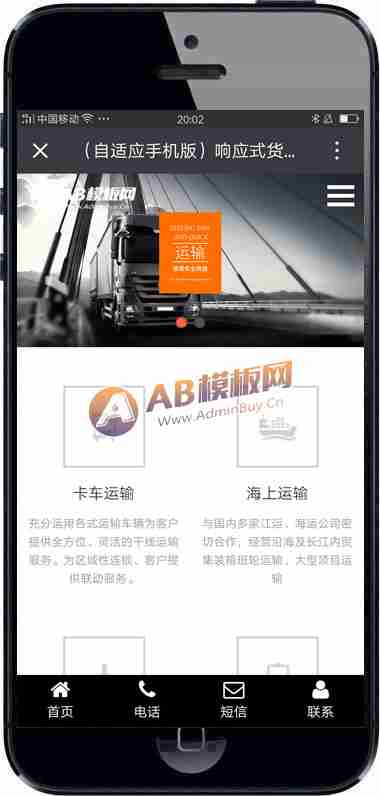 中国移动
20:02
（自适应手机版）响应式货...
AB模板网
运输
AB模板网
Www.AdminBuy.Cn
卡车运输
海上运输
充分运用各式运输车辆为客户
提供全方位、灵活的干线运输
服务。为区域性连锁、客户提
供联动服务。
与国内多家江运、海运公司密
切合作，经营沿海及长江内贸
集装箱班轮运输、大型项目运
输
首页
电话
短信
联系